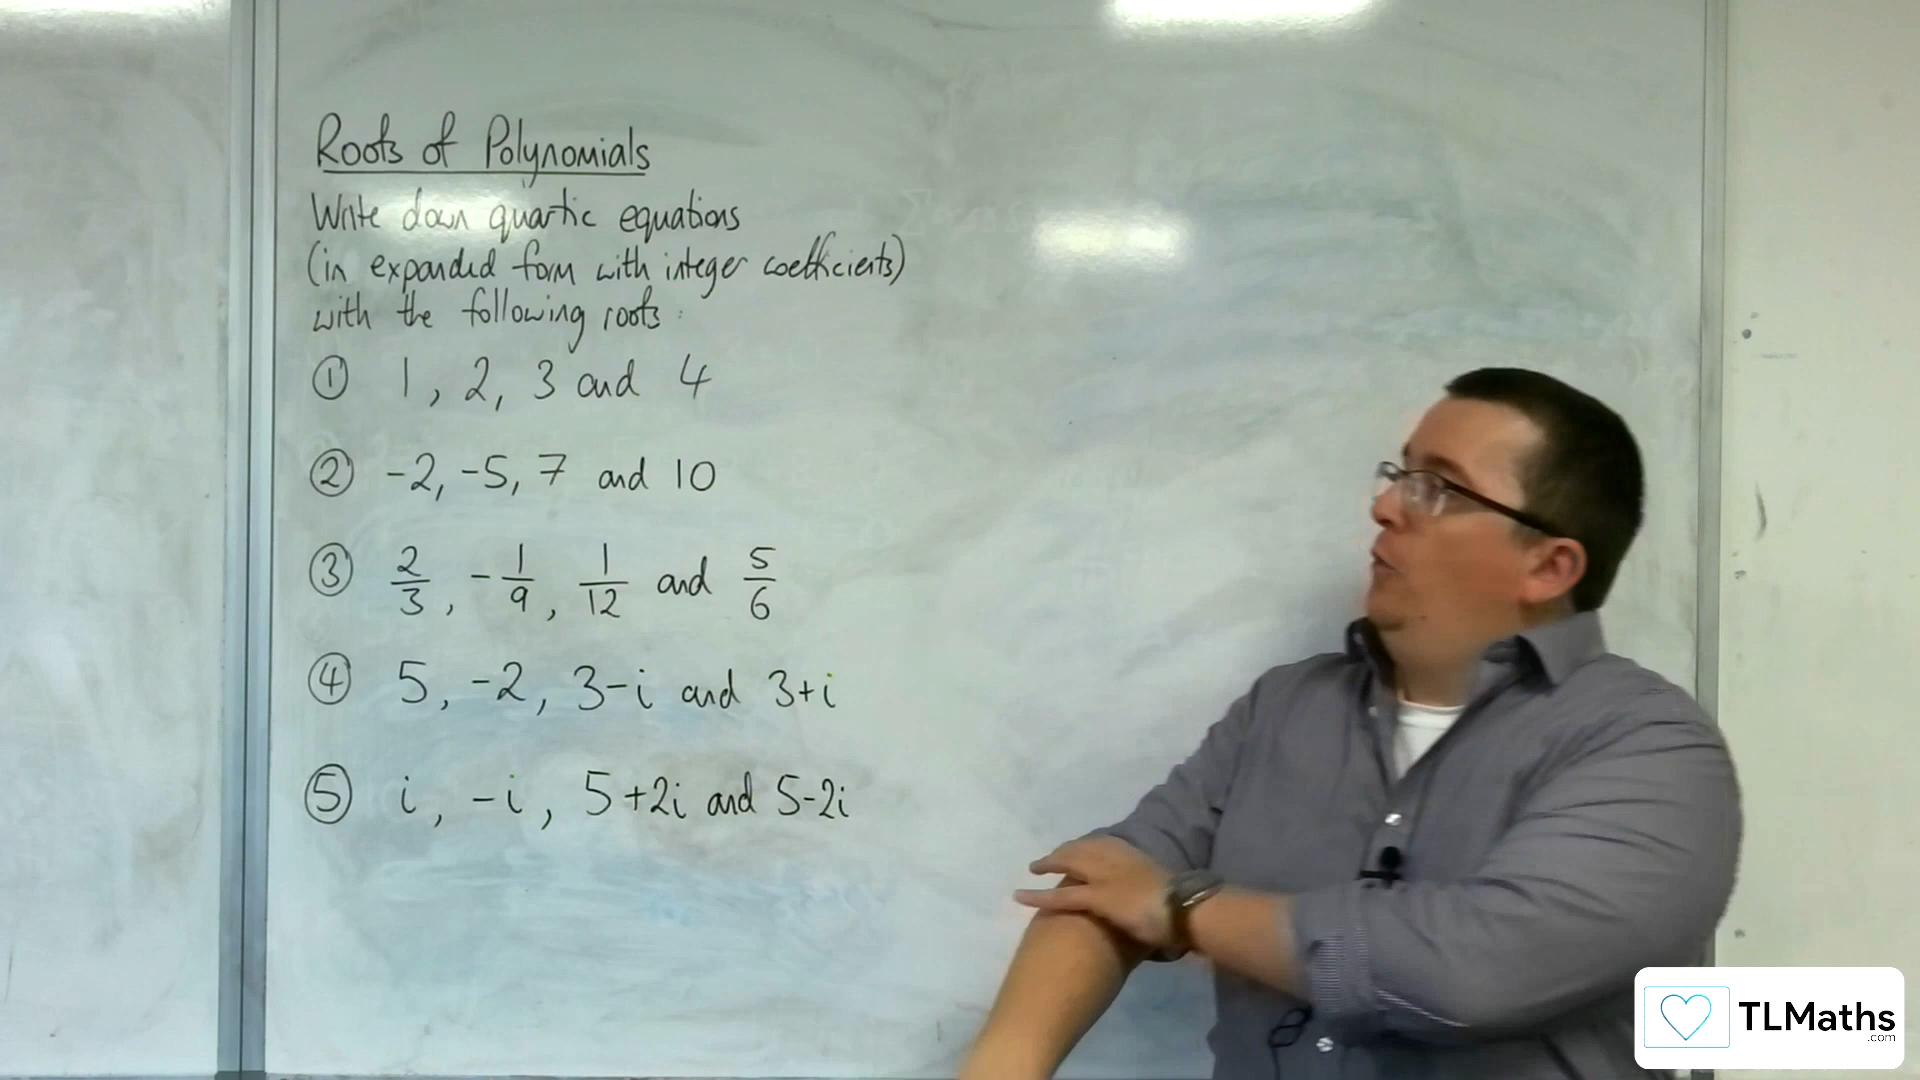 Roots of Polynomials
Write down quartic equations
(in expanded form with integer coefficients)
with the following roots:
① 1, 2, 3 and 4
② -2, -5, 7 and 10
③ 2/3, -1/9, 1/12 and 5/6
④ 5, -2, 3-i and 3+i
⑤ i, -i, 5+2i and 5-2i
TLMaths
.com